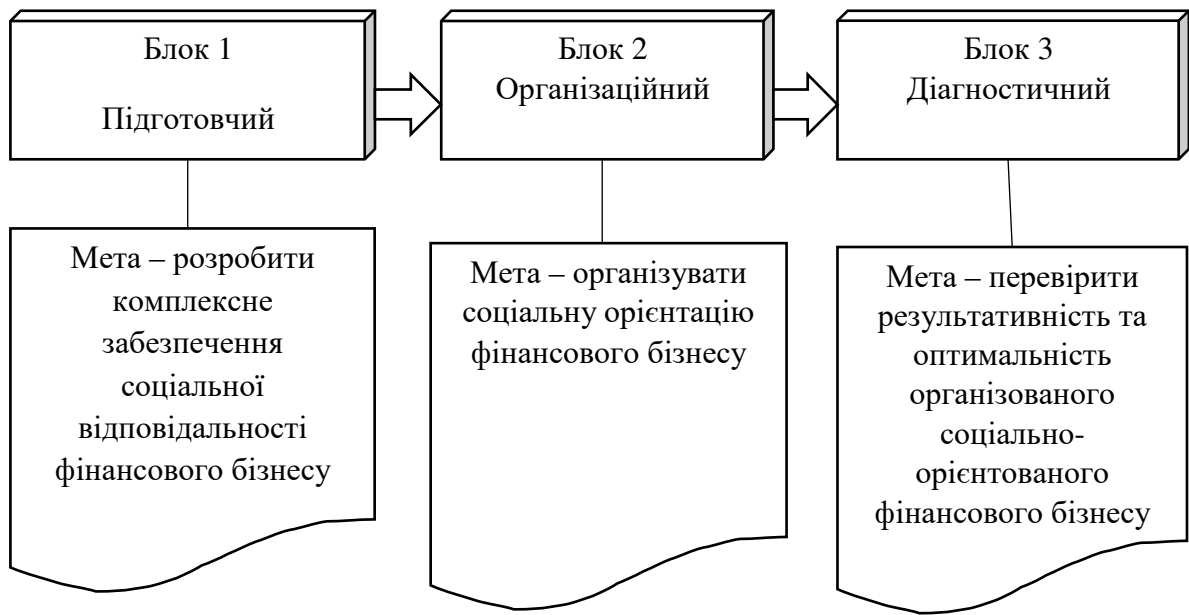 Блок 1
Підготовчий
Блок 2
Організаційний
Блок 3
Діагностичний
Мета – розробити
комплексне
забезпечення
соціальної
відповідальності
фінансового бізнесу
Мета – організувати
соціальну орієнтацію
фінансового бізнесу
Мета – перевірити
результативність та
оптимальність
організованого
соціально-
орієнтованого
фінансового бізнесу